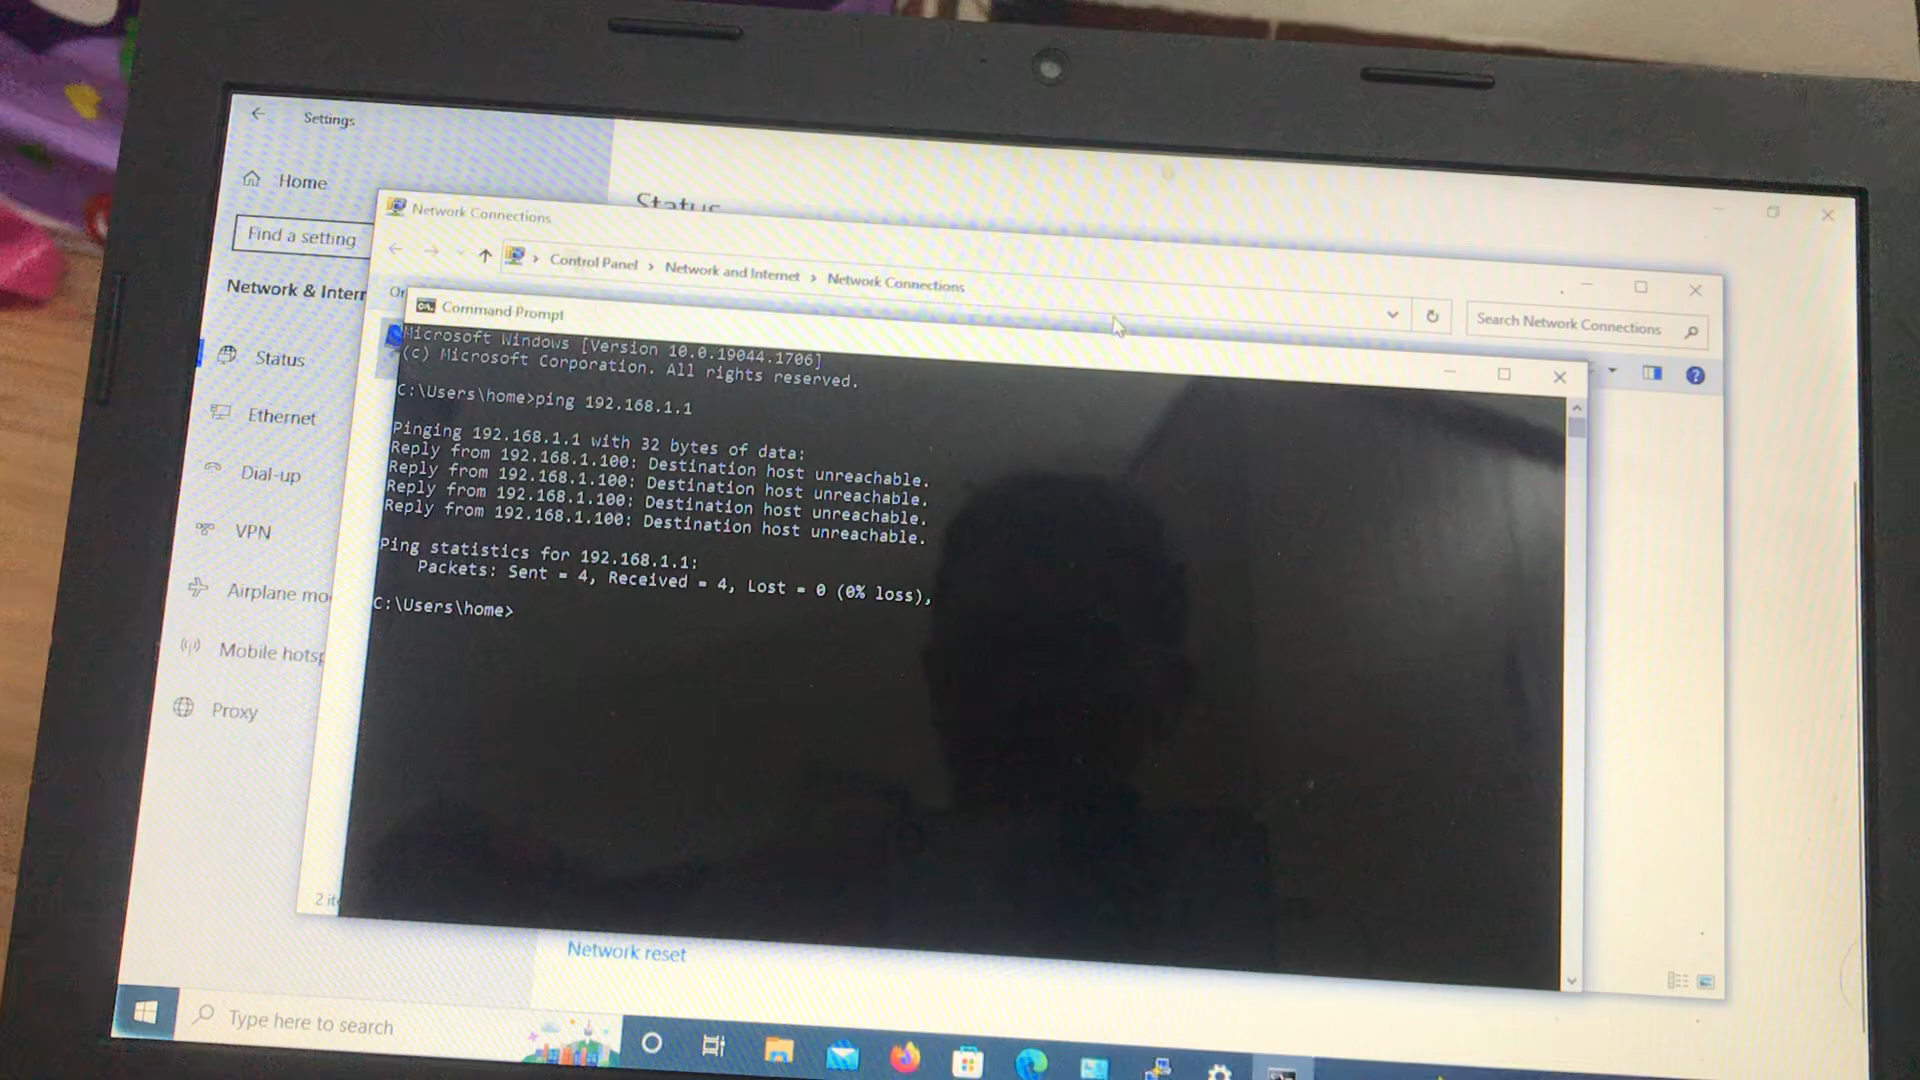 Settings
Home
Find a setting
Network & Interr
Status
Ethernet
Dial-up
VPN
Airplane mo
Mobile hotsp
Proxy
Status
Network Connections
Control Panel > Network and Internet > Network Connections
Search Network Connections
Or
Command Prompt
Microsoft Windows [Version 10.0.19044.1706]
(c) Microsoft Corporation. All rights reserved.
C:\Users\home>ping 192.168.1.1
Pinging 192.168.1.1 with 32 bytes of data:
Reply from 192.168.1.100: Destination host unreachable.
Reply from 192.168.1.100: Destination host unreachable.
Reply from 192.168.1.100: Destination host unreachable.
Reply from 192.168.1.100: Destination host unreachable.
Ping statistics for 192.168.1.1:
Packets: Sent = 4, Received = 4, Lost = 0 (0% loss),
C:\Users\home>
2 ite
Network reset
Type here to search